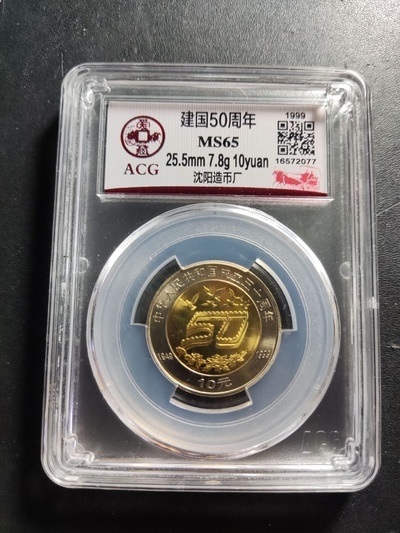 建国50周年
1999
MS65
ACG
25.5mm 7.8g 10yuan
16572077
沈阳造币厂
中华人民共和国成立五十周年
50
1949 1999
10元
ACG